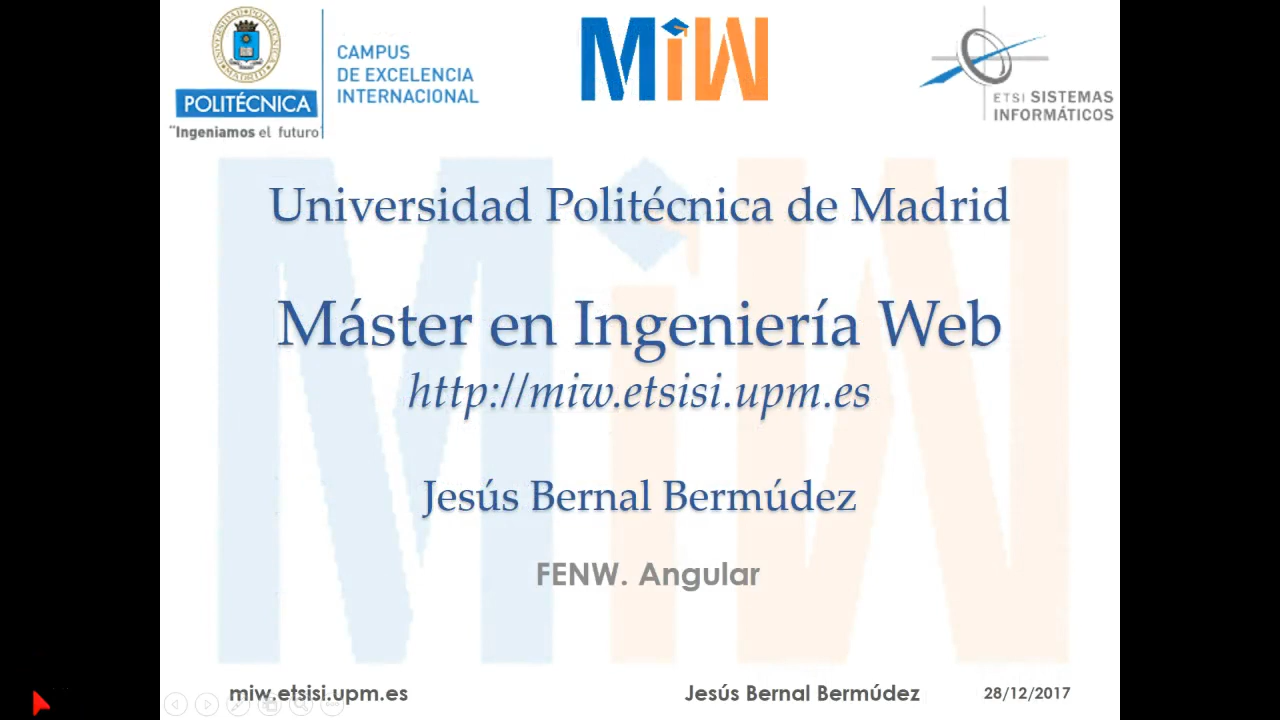 CAMPUS
DE EXCELENCIA
INTERNACIONAL
POLITÉCNICA
"Ingeniamos el futuro
MiW
ETSI SISTEMAS
INFORMÁTICOS
Universidad Politécnica de Madrid
Máster en Ingeniería Web
http://miw.etsisi.upm.es
Jesús Bernal Bermúdez
FENW. Angular
miw.etsisi.upm.es
Jesús Bernal Bermúdez
28/12/2017